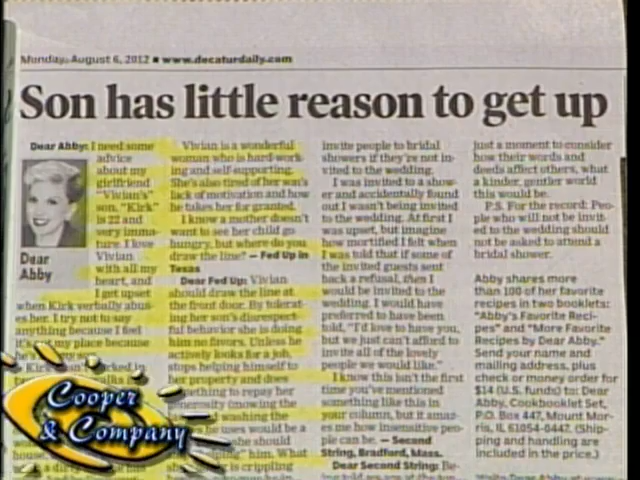 Monday, August 6, 2012 ■ www.decaturdaily.com
Son has little reason to get up
Dear Abby: I need some
advice
about my
girlfriend
"Vivian's"
son. "Kirk"
is 22 and
very imma-
ture. I love
Vivian
with all my
heart, and
I get upset
Dear
Abby
when Kirk verbally abus-
es her. I try not to say
anything because I feel
it's my place because
Vivian is a wonderful
woman who is hard-work-
ing and self-supporting.
She's also tired of her son's
lack of motivation and how
he takes her for granted.
I know a mother doesn't
want to see her child go
hungry, but where do you
draw the line? — Fed Up in
Texas
Dear Fed Up: Vivian
should draw the line at
the front door. By tolerat-
ing her son's disrespect-
ful behavior she is doing
him no favors. Unless he
actively looks for a job,
stops helping himself to
her property and does
something to repay her
generosity
washing the
es he uses would be a
she should
him. What
is crippling
invite people to bridal
showers if they're not in-
vited to the wedding.
I was invited to a show-
er and accidentally found
out I wasn't being invited
to the wedding. At first I
was upset, but imagine
how mortified I felt when
I was told that if some of
the invited guests sent
back a refusal, then I
would be invited to the
wedding. I would have
preferred to have been
told, "I'd love to have you,
but we just can't afford to
invite all of the lovely
people we would like."
I know this isn't the first
time you've mentioned
something like this in
your column, but it amaz-
es me how insensitive peo-
ple can be. — Second
String, Bradford, Mass.
Dear Second String: Be-
just a moment to consider
how their words and
deeds affect others, what
a kinder, gentler world
this would be.
P.S. For the record: Peo-
ple who will not be invit-
ed to the wedding should
not be asked to attend a
bridal shower.
Abby shares more
than 100 of her favorite
recipes in two booklets:
"Abby's Favorite Reci-
pes" and "More Favorite
Recipes by Dear Abby."
Send your name and
mailing address, plus
check or money order for
$14 (U.S. funds) to: Dear
Abby, Cookbooklet Set,
P.O. Box 447, Mount Mor-
ris, IL 61054-0447. (Ship-
ping and handling are
included in the price.)
Cooper
& Company